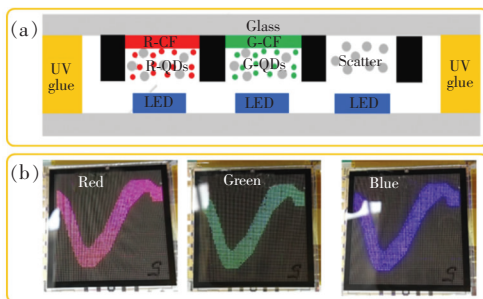 (a)
Glass
R-CF
G-CF
UV
glue
R-QDs
G-QDs
Scatter
UV
glue
LED
LED
LED
(b)
Red
Green
Blue